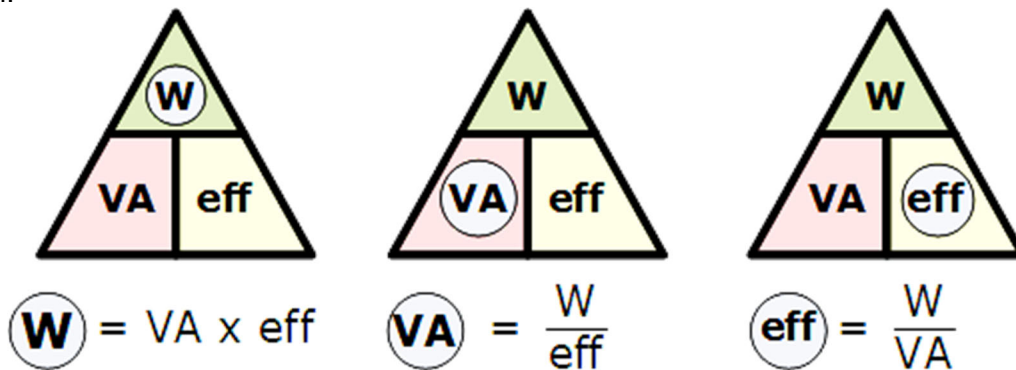 ..
W
VA eff
W
VA eff
W
VA eff
W = VA x eff
VA = W
eff
eff = W
VA